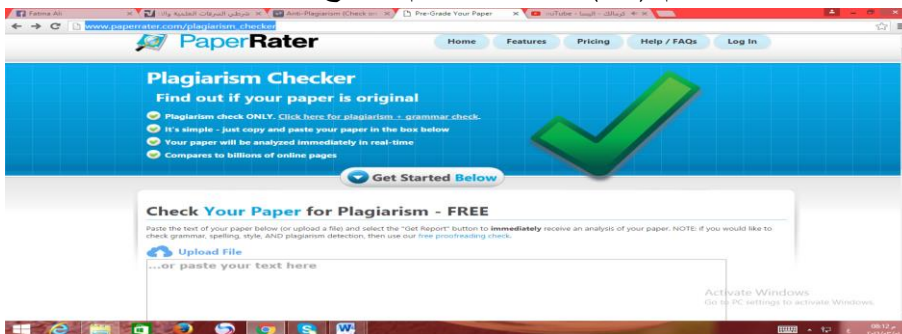 Fatma Ali
Anti-Plagiarism (Check on
Pre-Grade Your Paper
www.paperrater.com/plagiarism_checker
PaperRater
Home Features Pricing Help / FAQs Log In
Plagiarism Checker
Find out if your paper is original
Plagiarism check ONLY. Click here for plagiarism + grammar check.
It's simple - just copy and paste your paper in the box below
Your paper will be analyzed immediately in real-time
Compares to billions of online pages
Get Started Below
Check Your Paper for Plagiarism - FREE
Paste the text of your paper below (or upload a file) and select the "Get Report" button to immediately receive an analysis of your paper. NOTE: if you would like to
check grammar, spelling, style, AND plagiarism detection, then use our free proofreading check.
Upload File
...or paste your text here
Activate Windows
Go to PC settings to activate Windows.
08:12 م